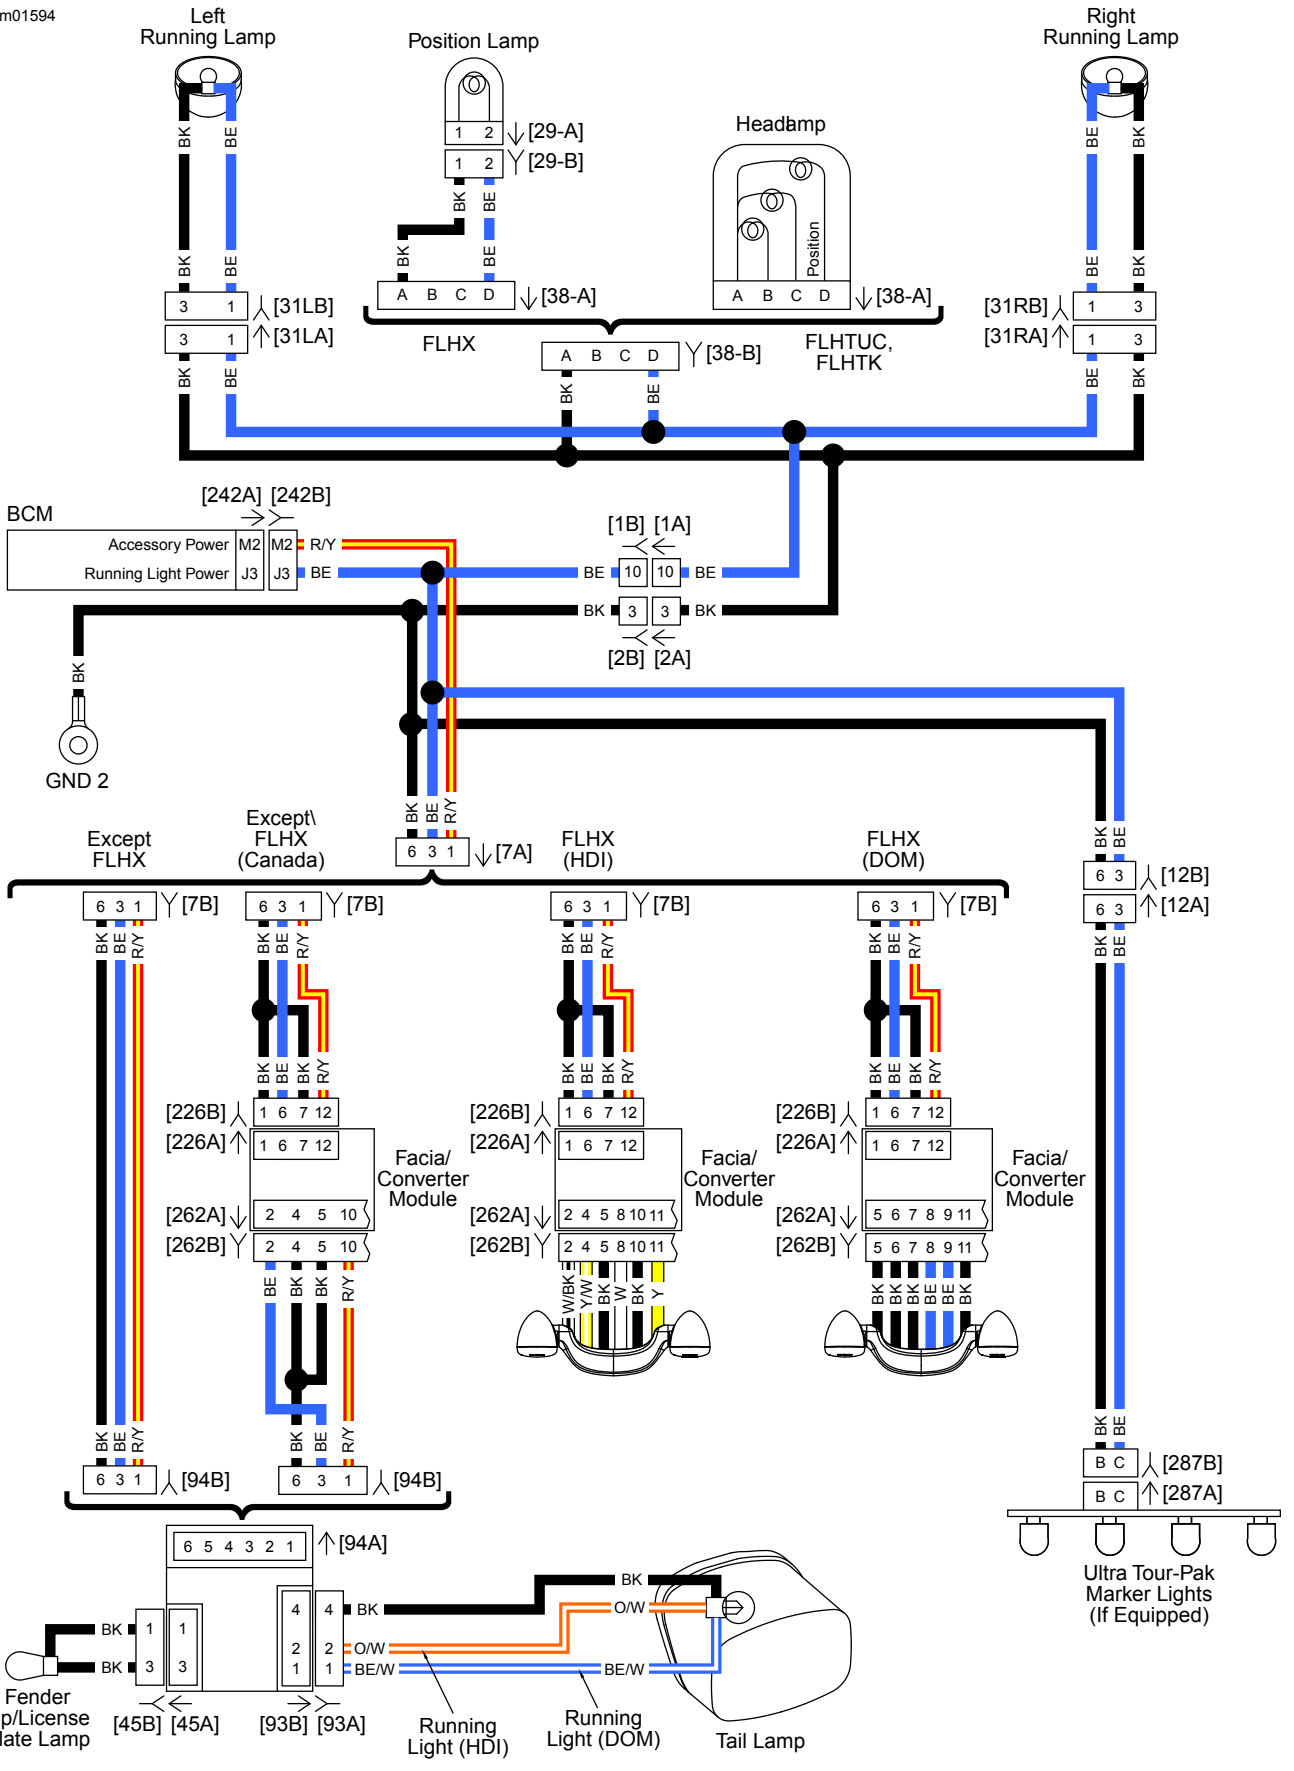 m01594
Left
Running Lamp
Position Lamp
Right
Running Lamp
Headlamp
1 2 [29-A]
1 2 [29-B]
BK BE BE BK
BK BE
Position
BK BE BK BE BE BK
A B C D [38-A]
A B C D [38-A]
3 1 [31LB]
[31RB] 1 3
3 1 [31LA]
[31RA] 1 3
FLHX
FLHTUC,
FLHTK
A B C D [38-B]
BK BE BK BE BE BK
[242A] [242B]
BCM
[1B] [1A]
Accessory Power M2 M2 R/Y
Running Light Power J3 J3 BE
BE 10 10 BE
BK 3 3 BK
[2B] [2A]
BK
GND 2
BK BE R/Y
BK BE
6 3 1 [7A]
Except
FLHX
Except\
FLHX
(Canada)
FLHX
(HDI)
FLHX
(DOM)
6 3 [12B]
6 3 [12A]
6 3 1 [7B]
6 3 1 [7B]
6 3 1 [7B]
6 3 1 [7B]
BK BE R/Y BK BE R/Y BK BE R/Y BK BE R/Y BK BE
BK BE BK R/Y BK BE BK R/Y BK BE BK R/Y
[226B] 1 6 7 12
[226B] 1 6 7 12
[226B] 1 6 7 12
[226A] 1 6 7 12
[226A] 1 6 7 12
[226A] 1 6 7 12
Facia/
Converter
Module
Facia/
Converter
Module
Facia/
Converter
Module
[262A] 2 4 5 10
[262A] 2 4 5 8 10 11
[262A] 5 6 7 8 9 11
[262B] 2 4 5 10
[262B] 2 4 5 8 10 11
[262B] 5 6 7 8 9 11
BE BK BK R/Y
W/BK Y/W BK W BK Y
BK BK BK BE BE BK
BK BE R/Y BK BE R/Y BK BE
6 3 1 [94B]
6 3 1 [94B]
B C [287B]
B C [287A]
6 5 4 3 2 1 [94A]
Ultra Tour-Pak
Marker Lights
(If Equipped)
BK
4 4 BK
O/W
BK 1 1
2 2 O/W
BK 3 3
1 1 BE/W BE/W
Fender
p/License
late Lamp
[45B] [45A] [93B] [93A]
Running
Light (HDI)
Running
Light (DOM)
Tail Lamp